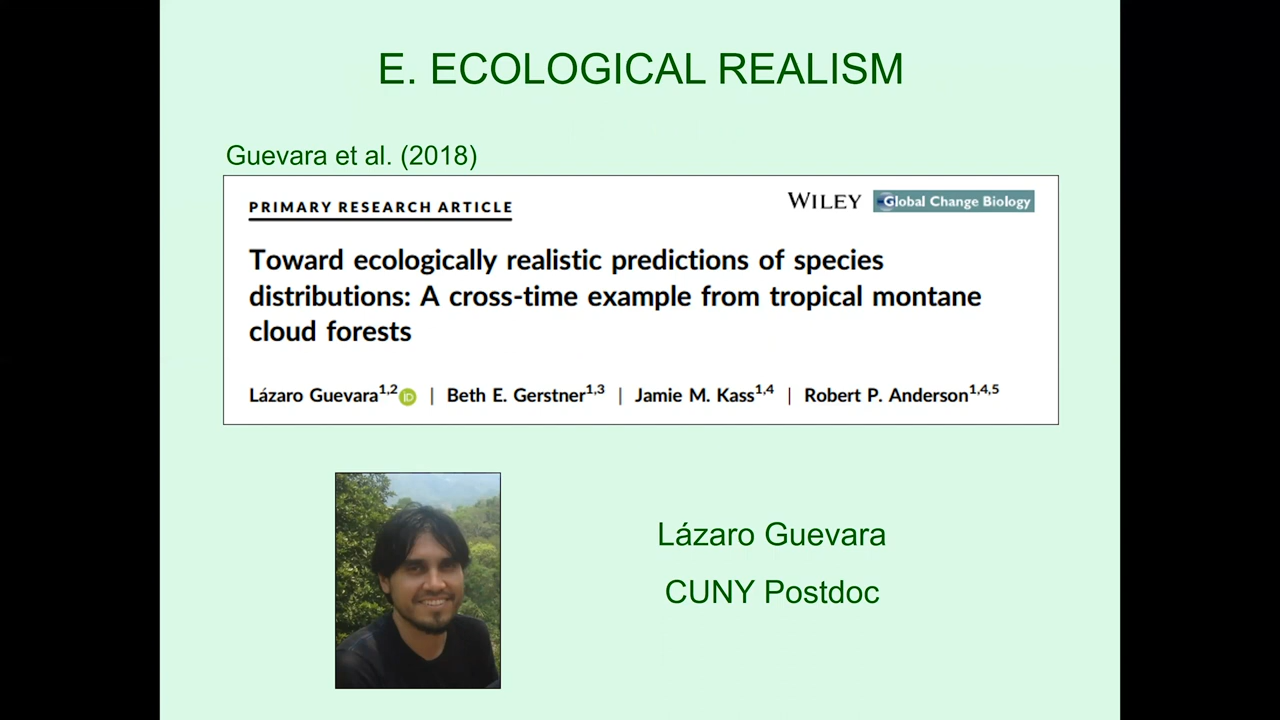 E. ECOLOGICAL REALISM
Guevara et al. (2018)
PRIMARY RESEARCH ARTICLE
WILEY Global Change Biology
Toward ecologically realistic predictions of species
distributions: A cross-time example from tropical montane
cloud forests
Lázaro Guevara1,2 iD | Beth E. Gerstner1,3 | Jamie M. Kass1,4 | Robert P. Anderson1,4,5
Lázaro Guevara
CUNY Postdoc